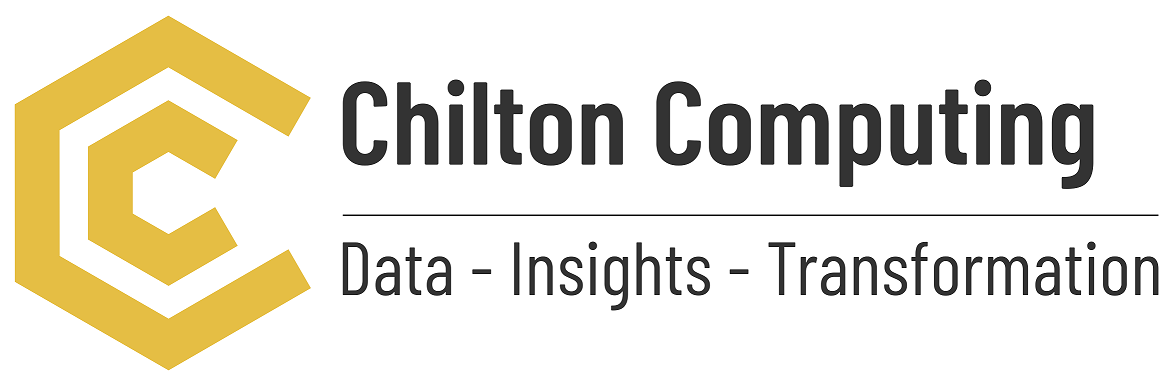 Chilton Computing
Data - Insights - Transformation